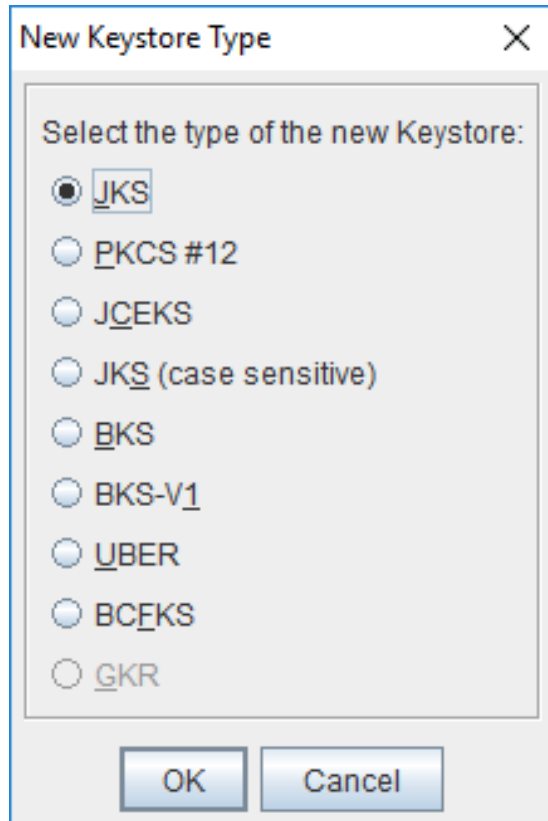 New Keystore Type
Select the type of the new Keystore:
JKS
PKCS #12
JCEKS
JKS (case sensitive)
BKS
BKS-V1
UBER
BCFKS
GKR
OK Cancel